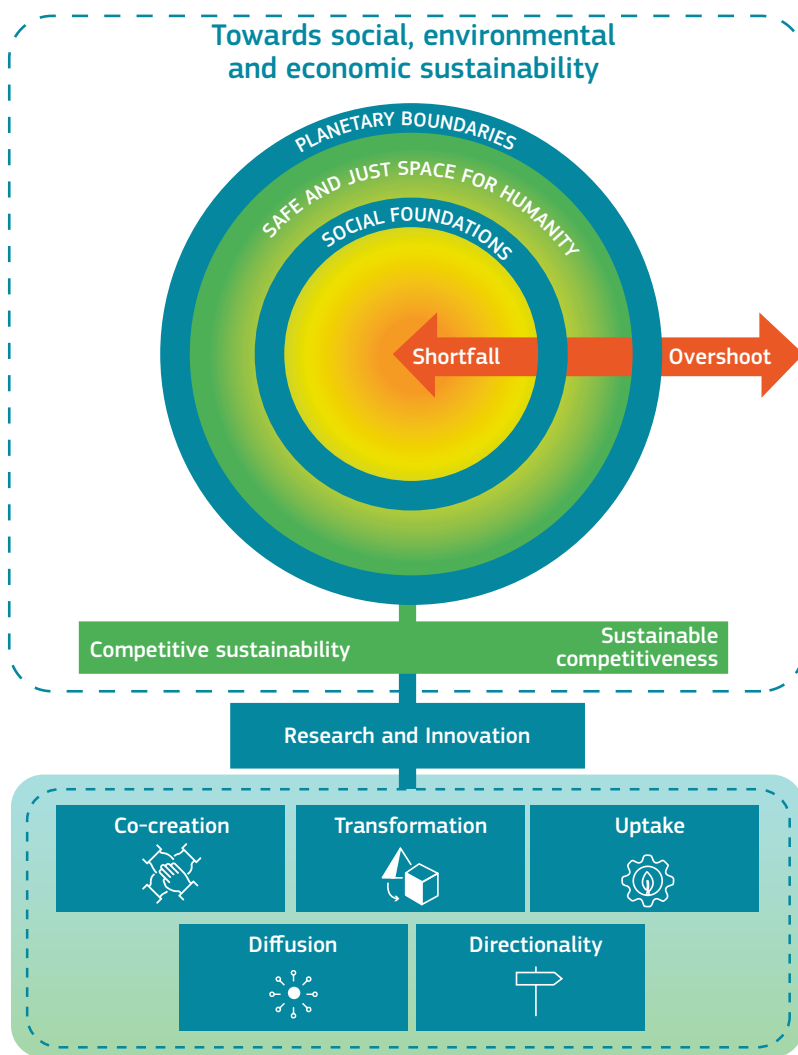 Towards social, environmental
and economic sustainability
PLANETARY BOUNDARIES
SAFE AND JUST SPACE FOR HUMANITY
SOCIAL FOUNDATIONS
Shortfall
Overshoot
Competitive sustainability
Sustainable
competitiveness
Research and Innovation
Co-creation
Transformation
Uptake
Diffusion
Directionality